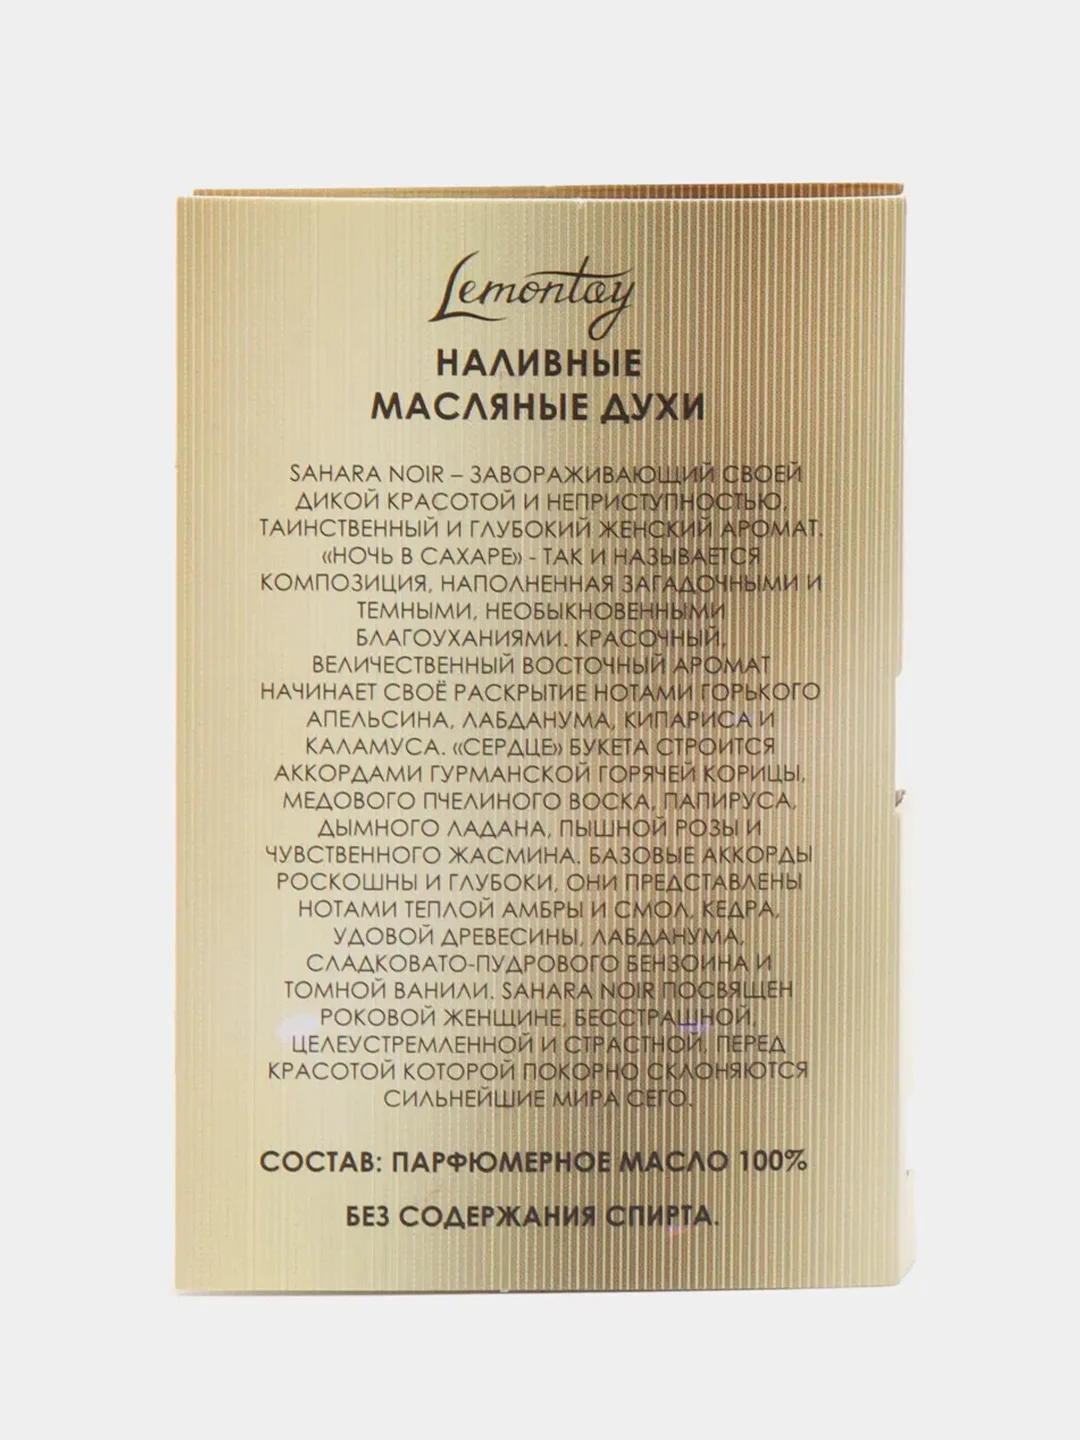 Lemontay
НАЛИВНЫЕ
МАСЛЯНЫЕ ДУХИ
SAHARA NOIR – ЗАВОРАЖИВАЮЩИЙ СВОЕЙ
ДИКОЙ КРАСОТОЙ И НЕПРИСТУПНОСТЬЮ,
ТАИНСТВЕННЫЙ И ГЛУБОКИЙ ЖЕНСКИЙ АРОМАТ.
«НОЧЬ В САХАРЕ» - ТАК И НАЗЫВАЕТСЯ
КОМПОЗИЦИЯ, НАПОЛНЕННАЯ ЗАГАДОЧНЫМИ И
ТЕМНЫМИ, НЕОБЫКНОВЕННЫМИ
БЛАГОУХАНИЯМИ. КРАСОЧНЫЙ,
ВЕЛИЧЕСТВЕННЫЙ ВОСТОЧНЫЙ АРОМАТ
НАЧИНАЕТ СВОЁ РАСКРЫТИЕ НОТАМИ ГОРЬКОГО
АПЕЛЬСИНА, ЛАБДАНУМА, КИПАРИСА И
КАЛАМУСА. «СЕРДЦЕ» БУКЕТА СТРОИТСЯ
АККОРДАМИ ГУРМАНСКОЙ ГОРЯЧЕЙ КОРИЦЫ,
МЕДОВОГО ПЧЕЛИНОГО ВОСКА, ПАПИРУСА,
ДЫМНОГО ЛАДАНА, ПЫШНОЙ РОЗЫ И
ЧУВСТВЕННОГО ЖАСМИНА. БАЗОВЫЕ АККОРДЫ
РОСКОШНЫ И ГЛУБОКИ, ОНИ ПРЕДСТАВЛЕНЫ
НОТАМИ ТЕПЛОЙ АМБРЫ И СМОЛ, КЕДРА,
УДОВОЙ ДРЕВЕСИНЫ, ЛАБДАНУМА,
СЛАДКОВАТО-ПУДРОВОГО БЕНЗОИНА И
ТОМНОЙ ВАНИЛИ. SAHARA NOIR ПОСВЯЩЕН
РОКОВОЙ ЖЕНЩИНЕ, БЕССТРАШНОЙ,
ЦЕЛЕУСТРЕМЛЕННОЙ И СТРАСТНОЙ, ПЕРЕД
КРАСОТОЙ КОТОРОЙ ПОКОРНО СКЛОНЯЮТСЯ
СИЛЬНЕЙШИЕ МИРА СЕГО.
СОСТАВ: ПАРФЮМЕРНОЕ МАСЛО 100%
БЕЗ СОДЕРЖАНИЯ СПИРТА.